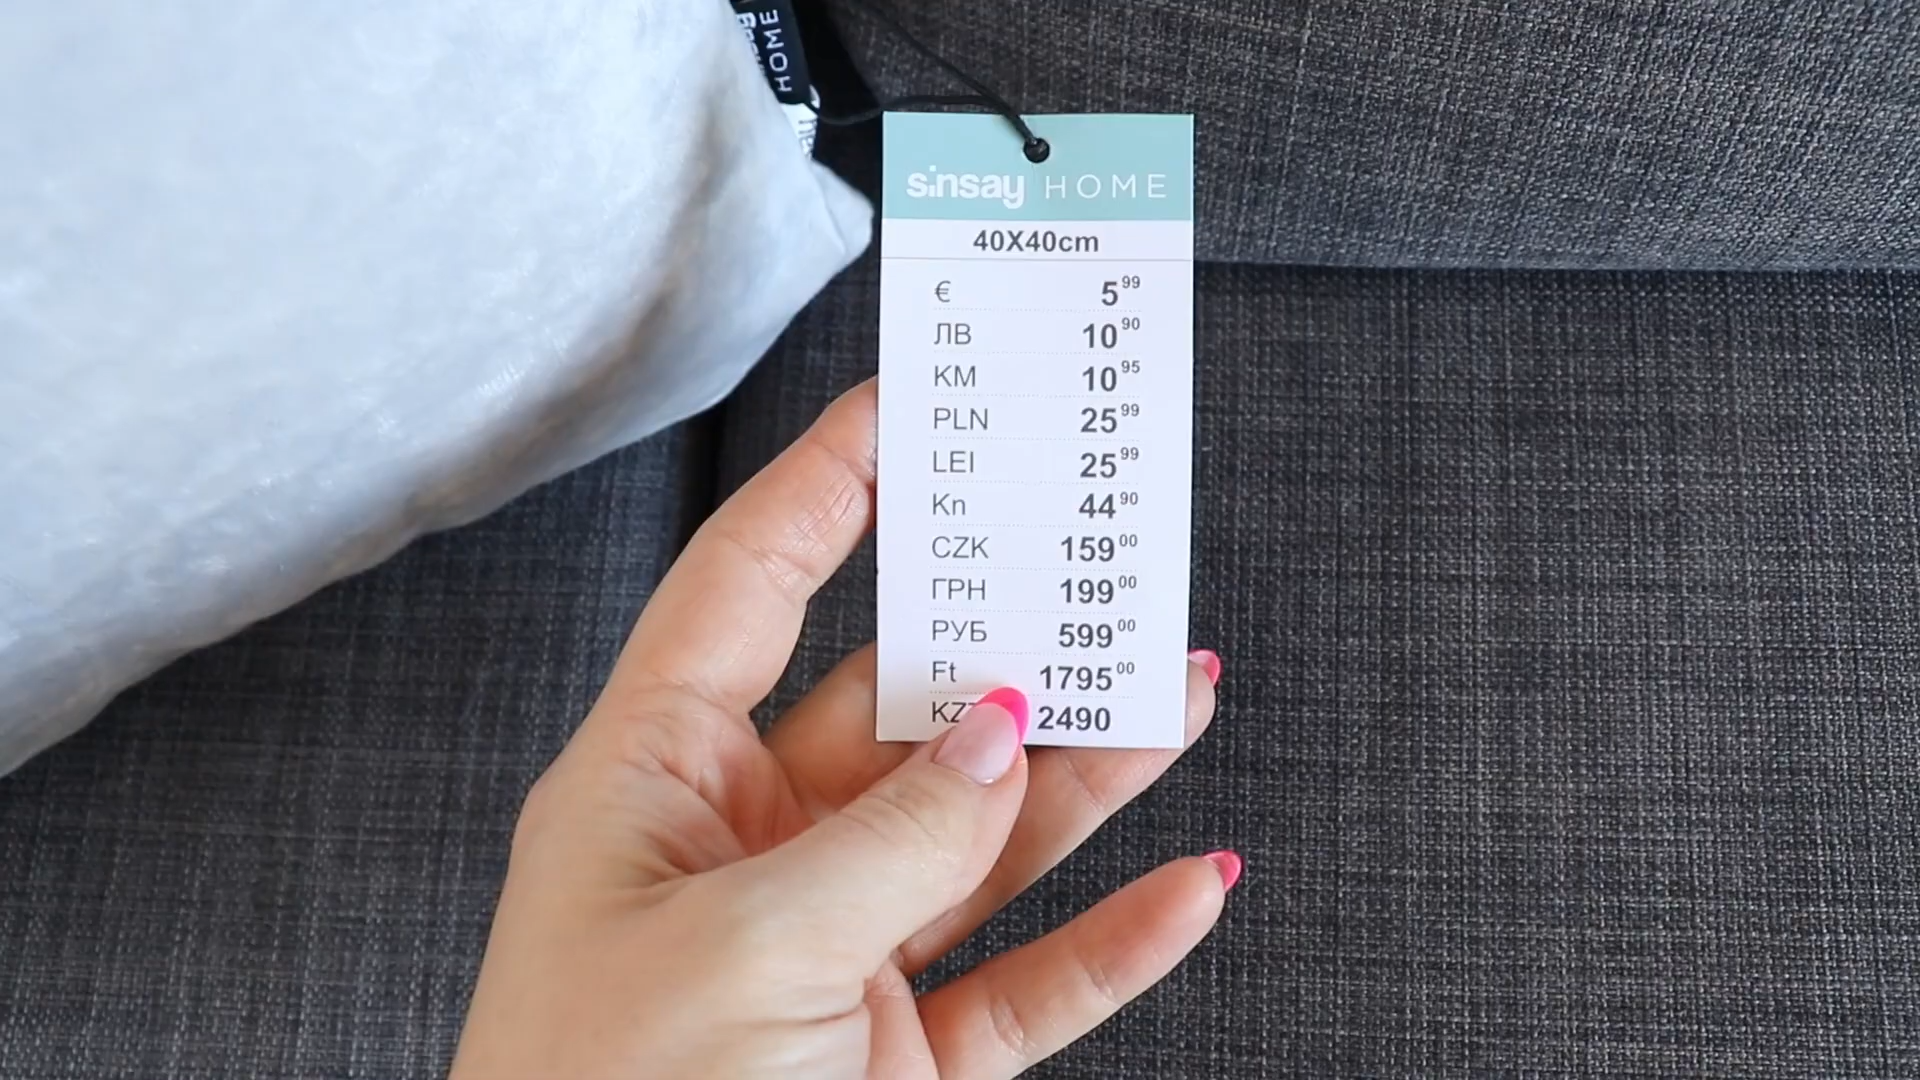 HOME
sinsay HOME
40X40cm
€ 5 99
ЛВ 10 90
KM 10 95
PLN 25 99
LEI 25 99
Kn 44 90
CZK 159 00
ГРН 199 00
РУБ 599 00
Ft 1795 00
2490